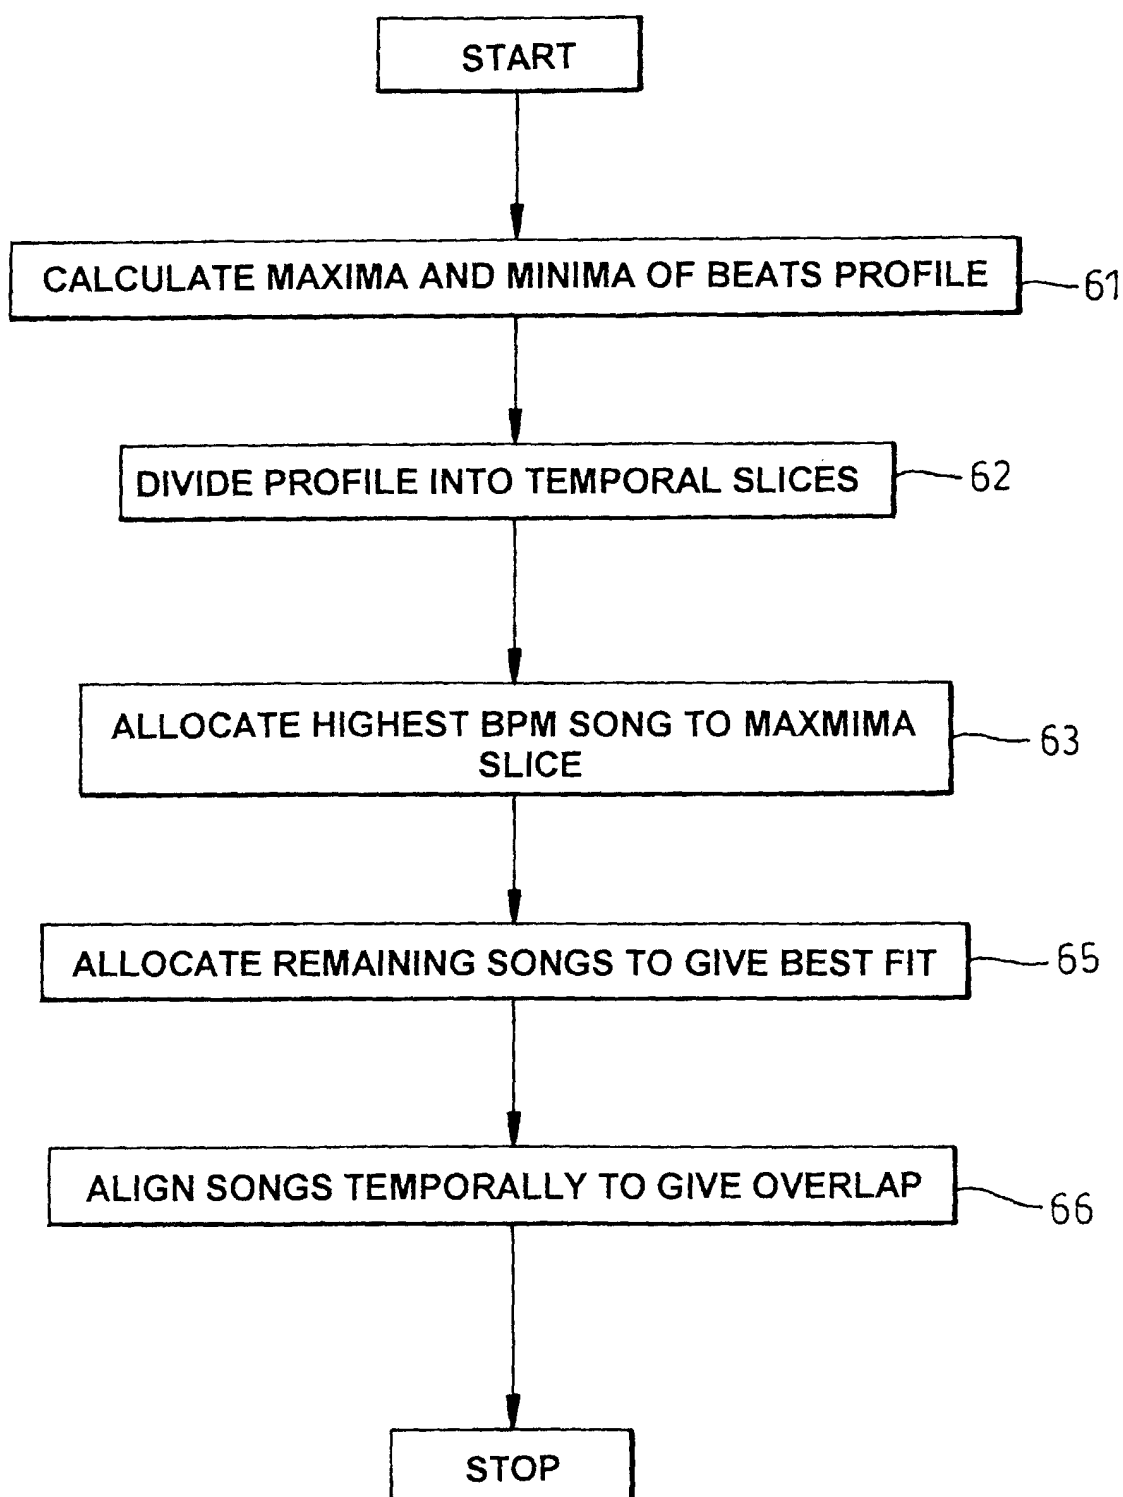 START
CALCULATE MAXIMA AND MINIMA OF BEATS PROFILE
61
DIVIDE PROFILE INTO TEMPORAL SLICES
62
ALLOCATE HIGHEST BPM SONG TO MAXMIMA
SLICE
63
ALLOCATE REMAINING SONGS TO GIVE BEST FIT
65
ALIGN SONGS TEMPORALLY TO GIVE OVERLAP
66
STOP